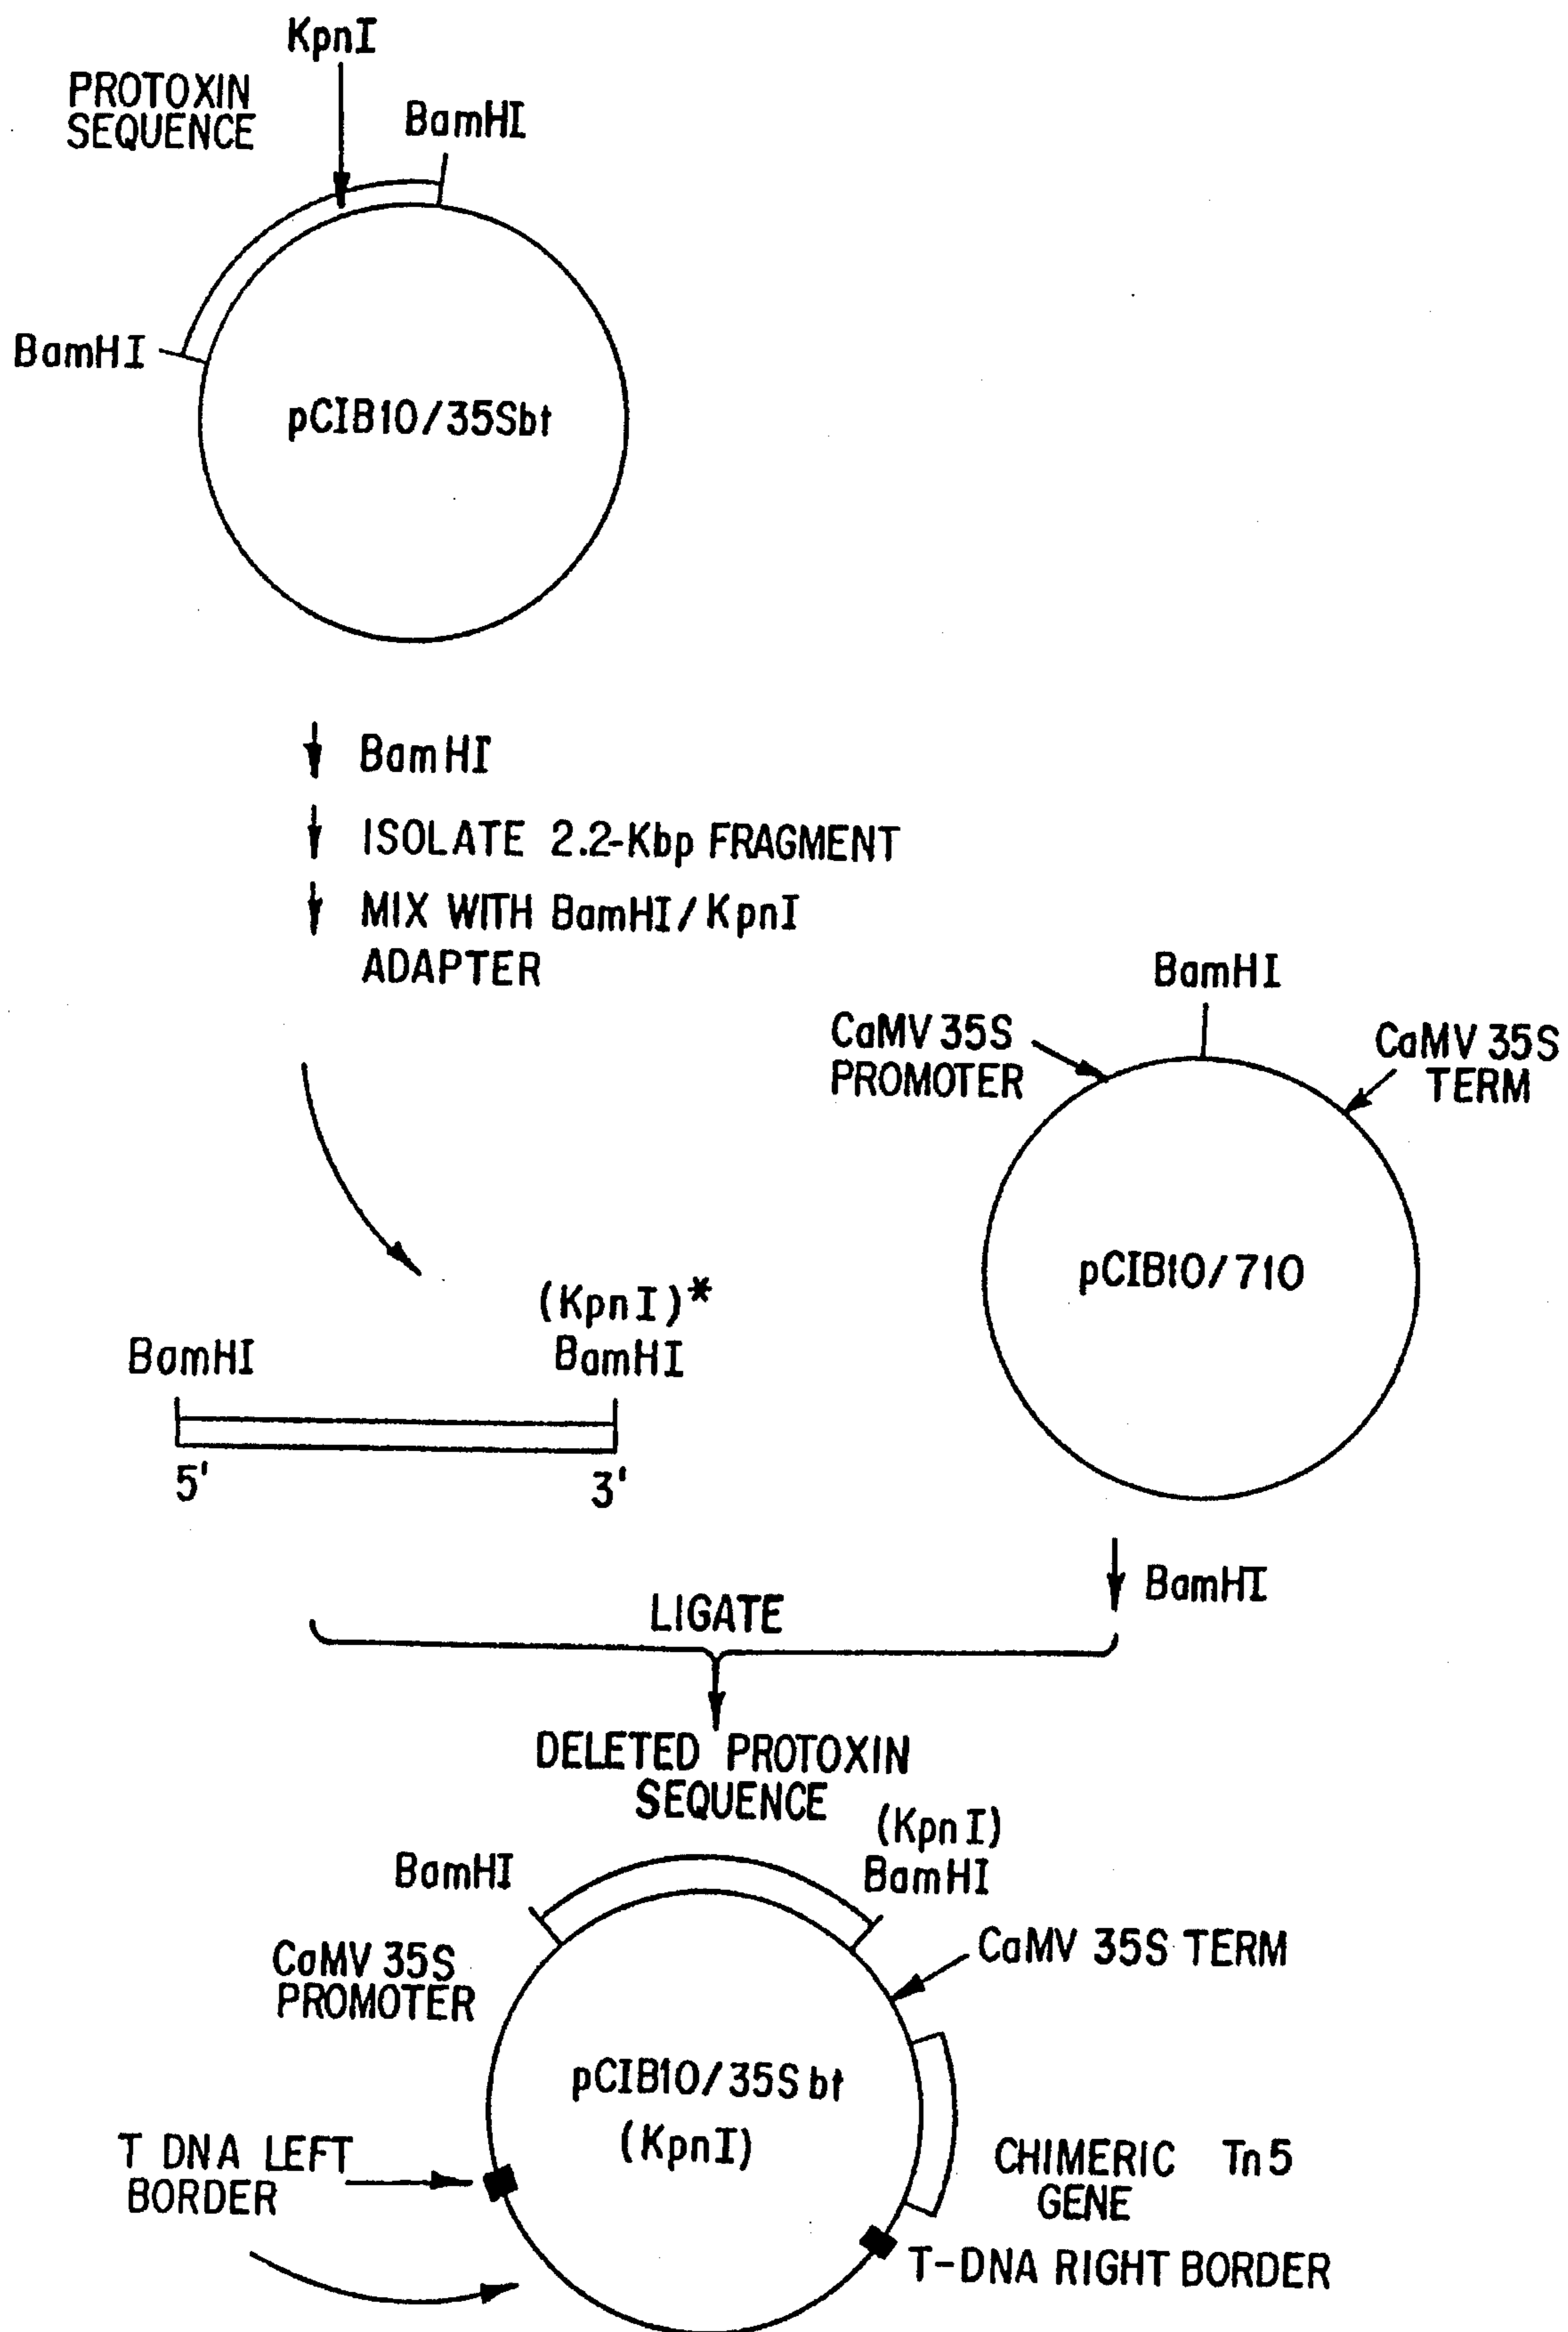 KpnI
PROTOXIN
SEQUENCE
BamHI
BamHI
pCIB10/35Sbt
BamHI
ISOLATE 2.2-Kbp FRAGMENT
MIX WITH BamHI/KpnI
ADAPTER
BamHI
CaMV 35S
PROMOTER
CaMV 35S
TERM
pCIB10/710
(KpnI)*
BamHI
BamHI
5'
3'
BamHI
LIGATE
DELETED PROTOXIN
SEQUENCE
(KpnI)
BamHI
BamHI
CaMV 35S
PROMOTER
CaMV 35S TERM
pCIB10/35Sbt
(KpnI)
T DNA LEFT
BORDER
CHIMERIC Tn5
GENE
T-DNA RIGHT BORDER